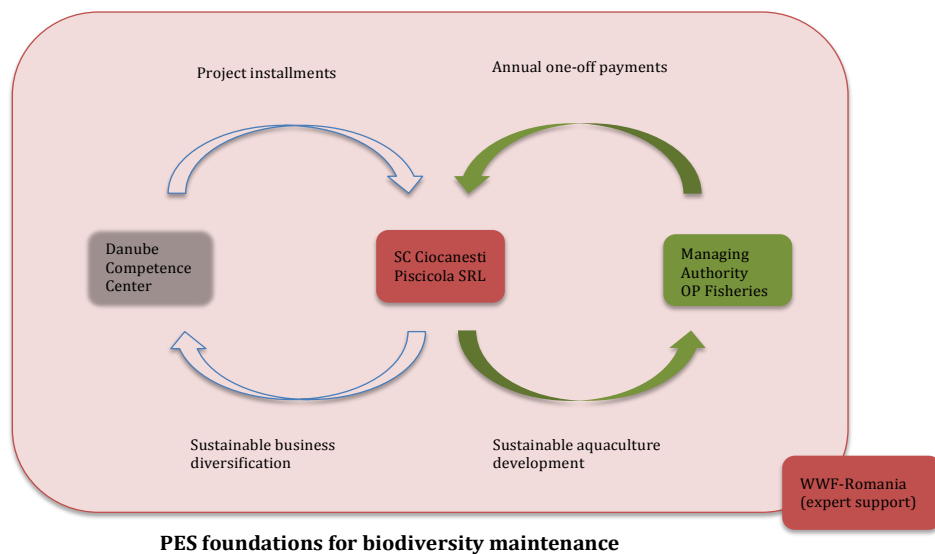 Project installments
Annual one-off payments
Danube
Competence
Center
SC Ciocanesti
Piscicola SRL
Managing
Authority
OP Fisheries
Sustainable business
diversification
Sustainable aquaculture
development
WWF-Romania
(expert support)
PES foundations for biodiversity maintenance